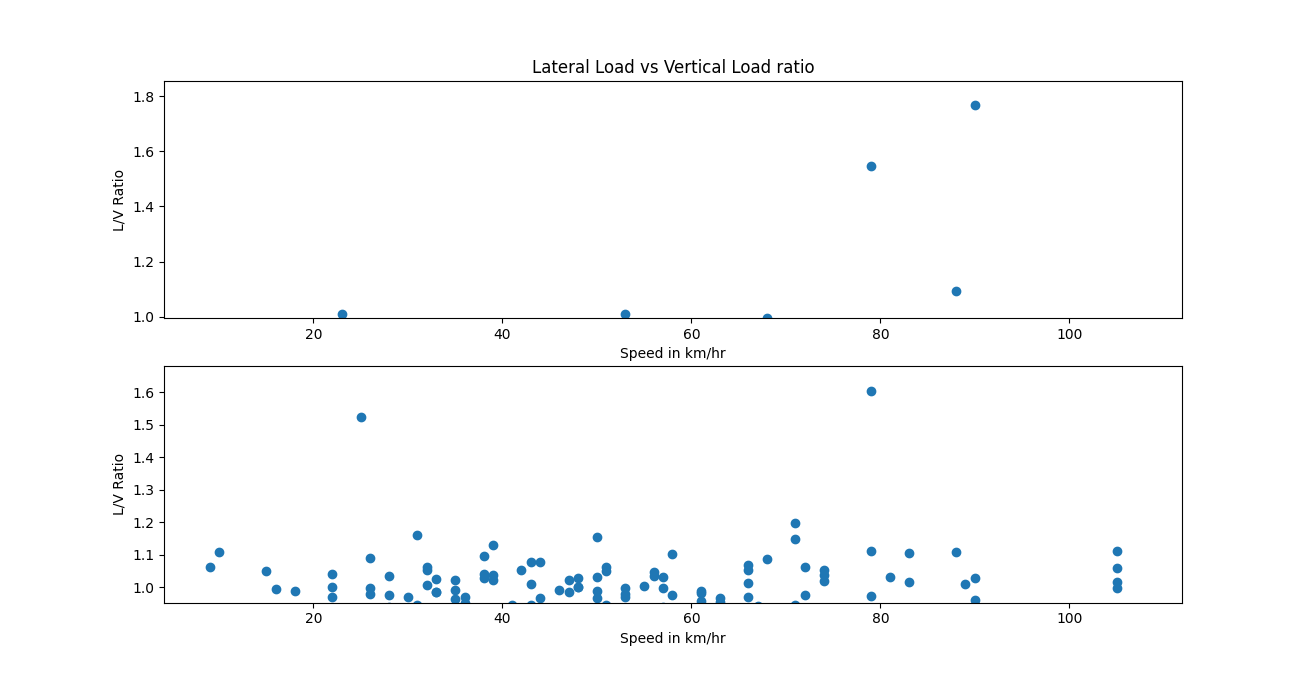 Lateral Load vs Vertical Load ratio
1.8
1.6
1.4
1.2
1.0
L/V Ratio
20 40 60 80 100
Speed in km/hr
1.6
1.5
1.4
1.3
1.2
1.1
1.0
L/V Ratio
20 40 60 80 100
Speed in km/hr